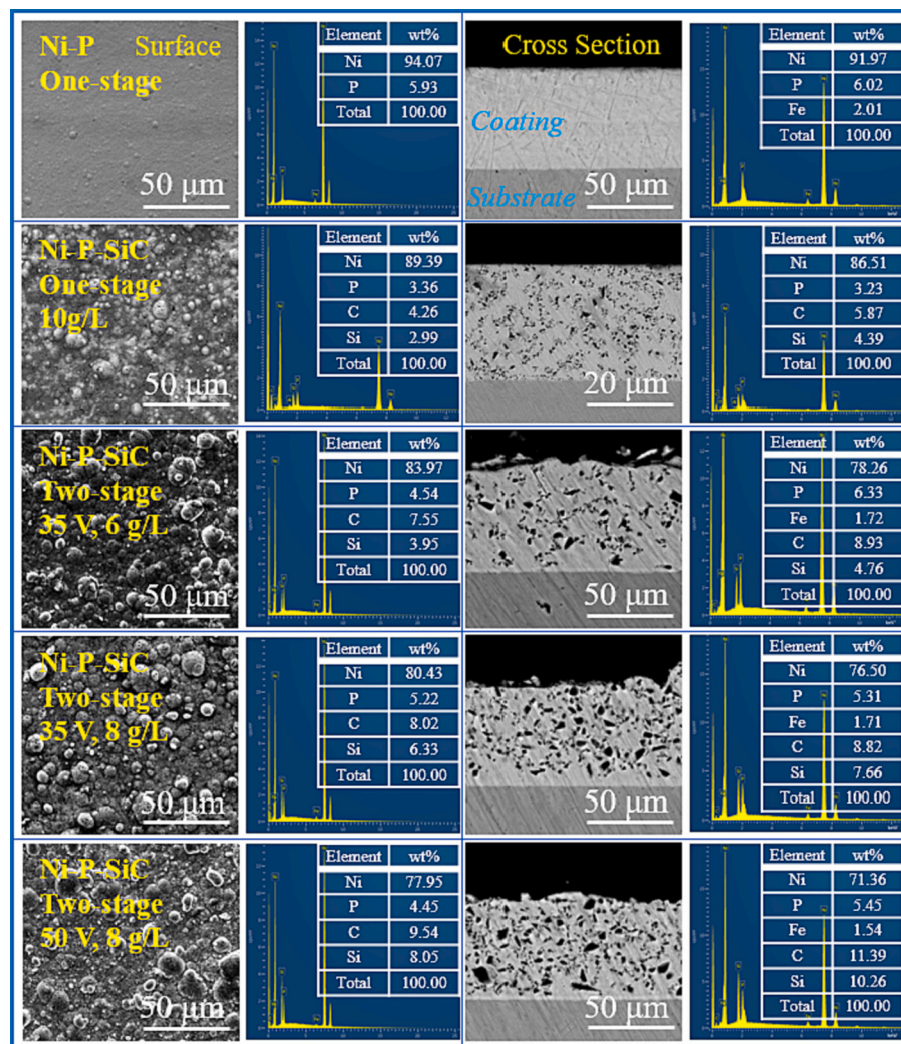 Ni-P Surface
One-stage
50 μm
Element wt%
Ni 94.07
P 5.93
Total 100.00
Cross Section
Coating
Substrate
50 μm
Element wt%
Ni 91.97
P 6.02
Fe 2.01
Total 100.00
Ni-P-SiC
One-stage
10g/L
50 μm
Element wt%
Ni 89.39
P 3.36
C 4.26
Si 2.99
Total 100.00
20 μm
Element wt%
Ni 86.51
P 3.23
C 5.87
Si 4.39
Total 100.00
Ni-P-SiC
Two-stage
35 V, 6 g/L
50 μm
Element wt%
Ni 83.97
P 4.54
C 7.55
Si 3.95
Total 100.00
50 μm
Element wt%
Ni 78.26
P 6.33
Fe 1.72
C 8.93
Si 4.76
Total 100.00
Ni-P-SiC
Two-stage
35 V, 8 g/L
50 μm
Element wt%
Ni 80.43
P 5.22
C 8.02
Si 6.33
Total 100.00
50 μm
Element wt%
Ni 76.50
P 5.31
Fe 1.71
C 8.82
Si 7.66
Total 100.00
Ni-P-SiC
Two-stage
50 V, 8 g/L
50 μm
Element wt%
Ni 77.95
P 4.45
C 9.54
Si 8.05
Total 100.00
50 μm
Element wt%
Ni 71.36
P 5.45
Fe 1.54
C 11.39
Si 10.26
Total 100.00